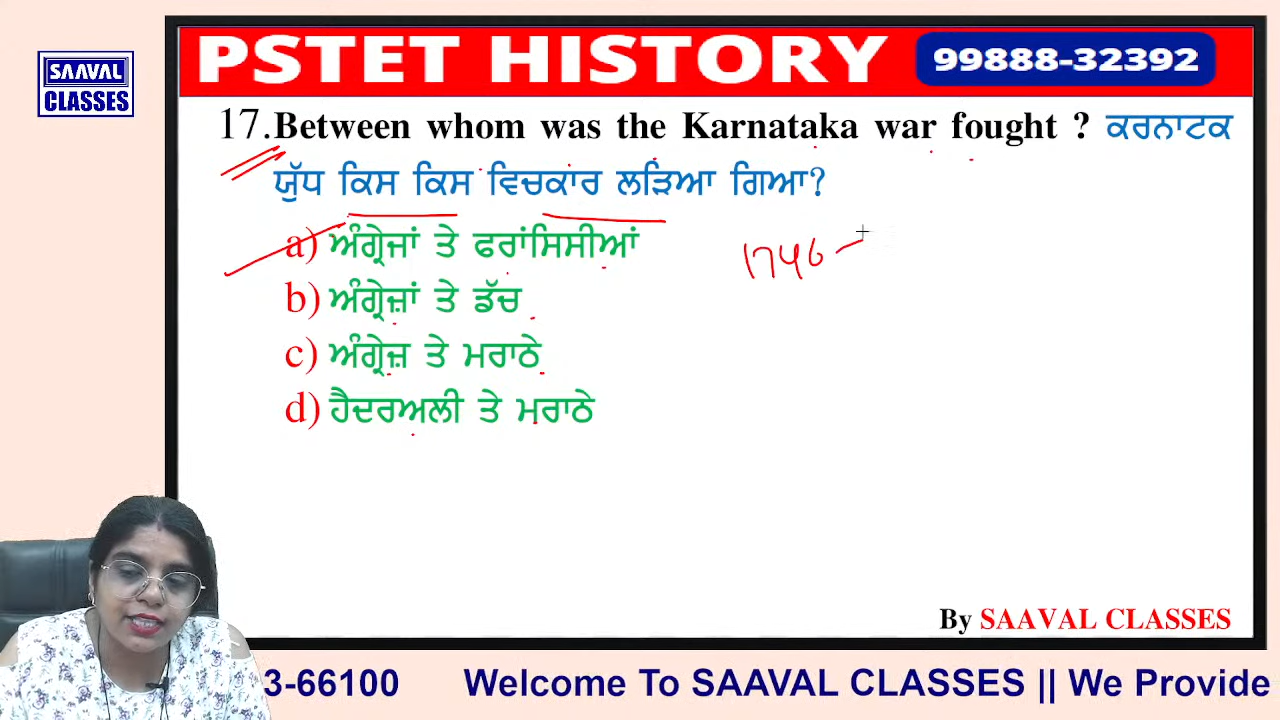 PSTET HISTORY 99888-32392
SAAVAL
CLASSES
17.Between whom was the Karnataka war fought ? ਕਰਨਾਟਕ
ਯੁੱਧ ਕਿਸ ਕਿਸ ਵਿਚਕਾਰ ਲੜਿਆ ਗਿਆ?
a) ਅੰਗ੍ਰੇਜਾਂ ਤੇ ਫਰਾਂਸਿਸੀਆਂ
1746 -
b) ਅੰਗ੍ਰੇਜ਼ਾਂ ਤੇ ਡੱਚ
c) ਅੰਗ੍ਰੇਜ਼ ਤੇ ਮਰਾਠੇ
d) ਹੈਦਰਅਲੀ ਤੇ ਮਰਾਠੇ
By SAAVAL CLASSES
3-66100 Welcome To SAAVAL CLASSES || We Provide